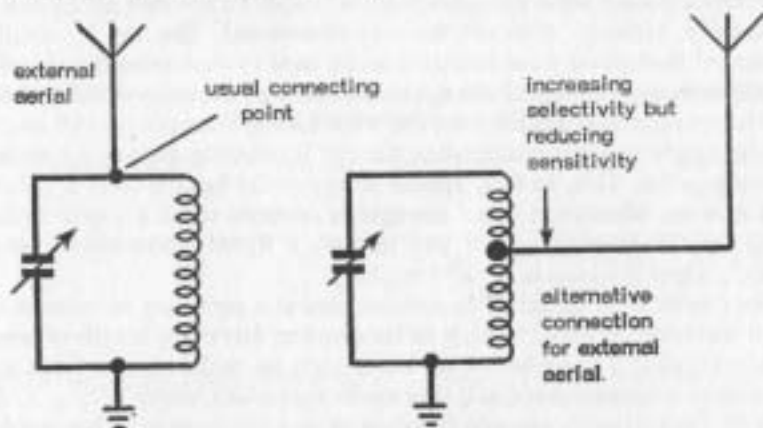 external
aerial
usual connecting
point
increasing
selectivity but
reducing
sensitivity
alternative
connection
for external
aerial.